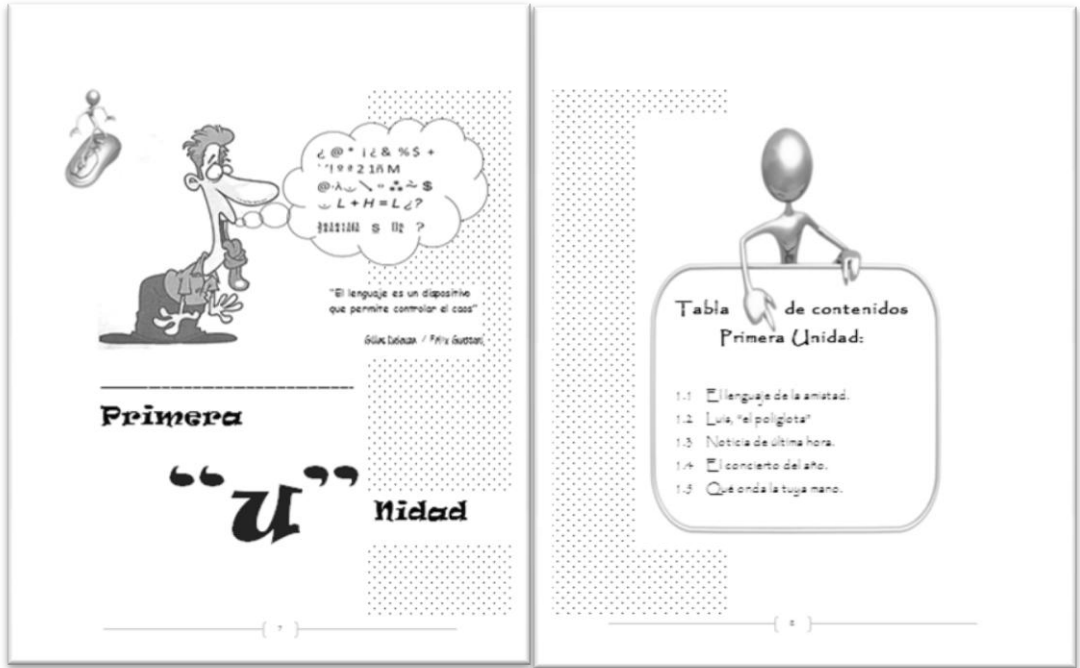 ¿ @ * ¡ ¿ & % $ +
2 1 ñ M
L + H = L ¿ ?
$ ?
"El lenguaje es un dispositivo
que permite controlar el caos"
/
Primera
"u"
nidad
7
Tabla de contenidos
Primera Unidad:
1.1 El lenguaje de la amistad.
1.2 Luis, "el políglota"
1.3 Noticia de última hora.
1.4 El concierto del año.
1.5 Qué onda la tuya mano.
8